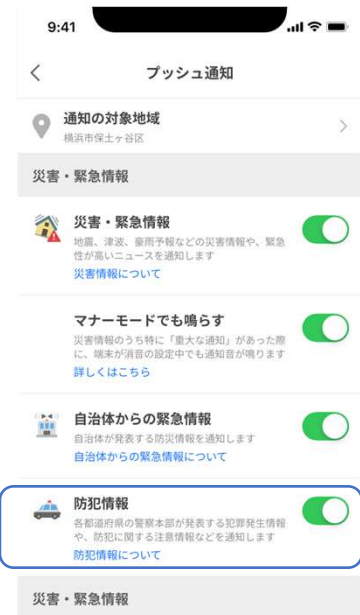 9:41
プッシュ通知
通知の対象地域
横浜市保土ヶ谷区
災害・緊急情報
災害・緊急情報
地震、津波、豪雨予報などの災害情報や、緊急
性が高いニュースを通知します
災害情報について
マナーモードでも鳴らす
災害情報のうち特に「重大な通知」があった際
に、端末が消音の設定中でも通知音が鳴ります
詳しくはこちら
自治体からの緊急情報
自治体が発表する防災情報を通知します
自治体からの緊急情報について
防犯情報
各都道府県の警察本部が発表する犯罪発生情報
や、防犯に関する注意情報などを通知します
防犯情報について
災害・緊急情報